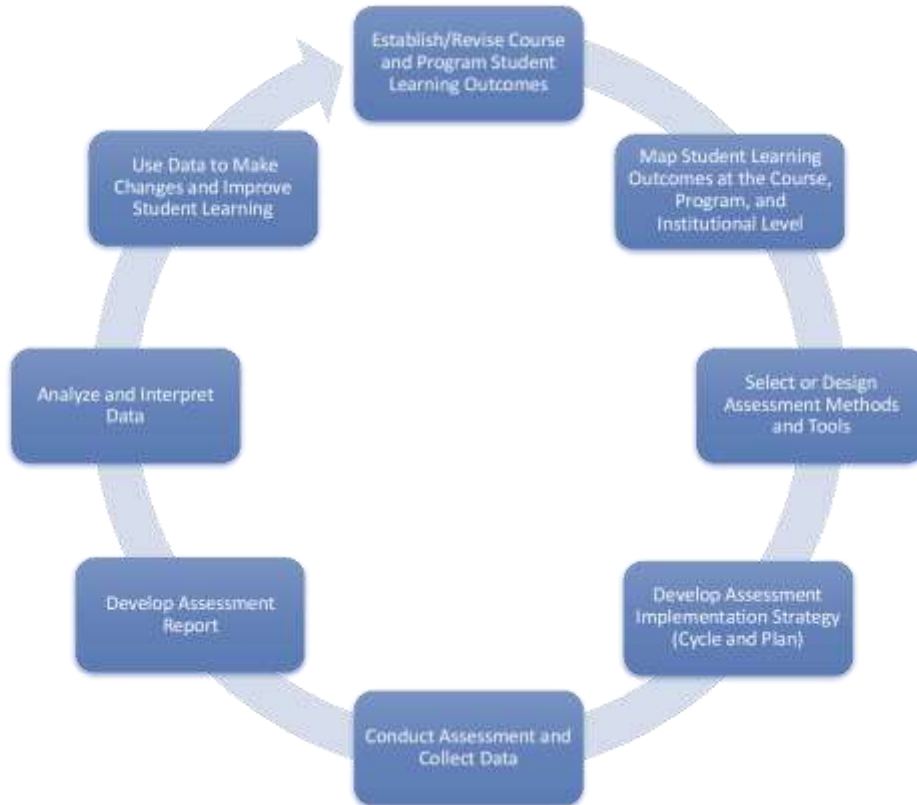 Establish/Revise Course
and Program Student
Learning Outcomes
Map Student Learning
Outcomes at the Course,
Program, and
Institutional Level
Select or Design
Assessment Methods
and Tools
Develop Assessment
Implementation Strategy
(Cycle and Plan)
Conduct Assessment and
Collect Data
Develop Assessment
Report
Analyze and Interpret
Data
Use Data to Make
Changes and Improve
Student Learning